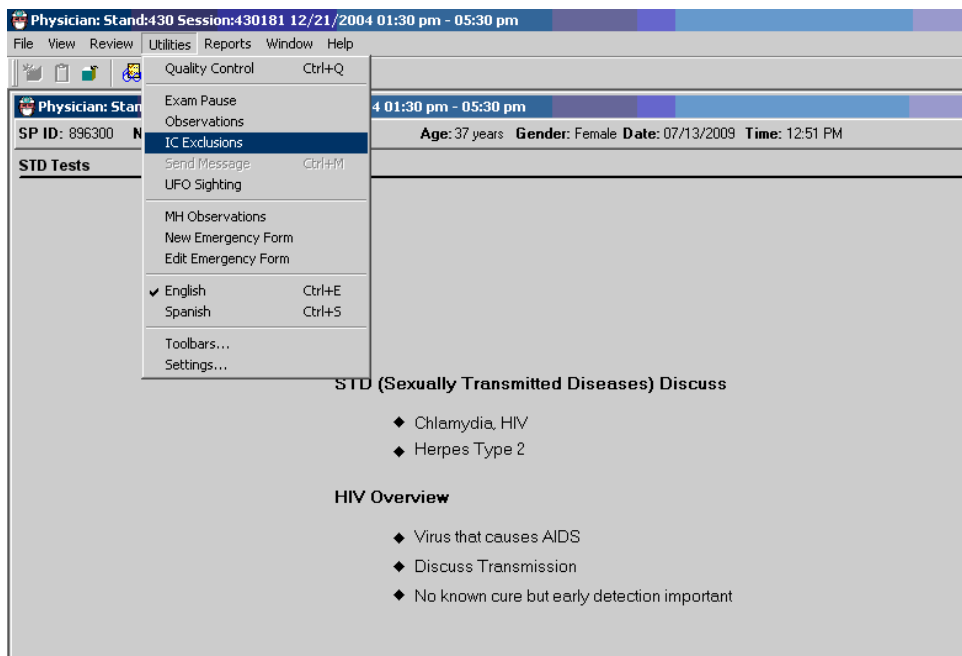 Physician: Stand:430 Session:430181 12/21/2004 01:30 pm - 05:30 pm
File View Review Utilities Reports Window Help
Quality Control Ctrl+Q
Exam Pause
Physician: 4 01:30 pm - 05:30 pm
Observations
SP ID: 896300 Age: 37 years Gender: Female Date: 07/13/2009 Time: 12:51 PM
IC Exclusions
STD Tests
Send Message Ctrl+M
UFO Sighting
MH Observations
New Emergency Form
Edit Emergency Form
English Ctrl+E
Spanish Ctrl+S
Toolbars...
Settings...
STD (Sexually Transmitted Diseases) Discuss
Chlamydia, HIV
Herpes Type 2
HIV Overview
Virus that causes AIDS
Discuss Transmission
No known cure but early detection important